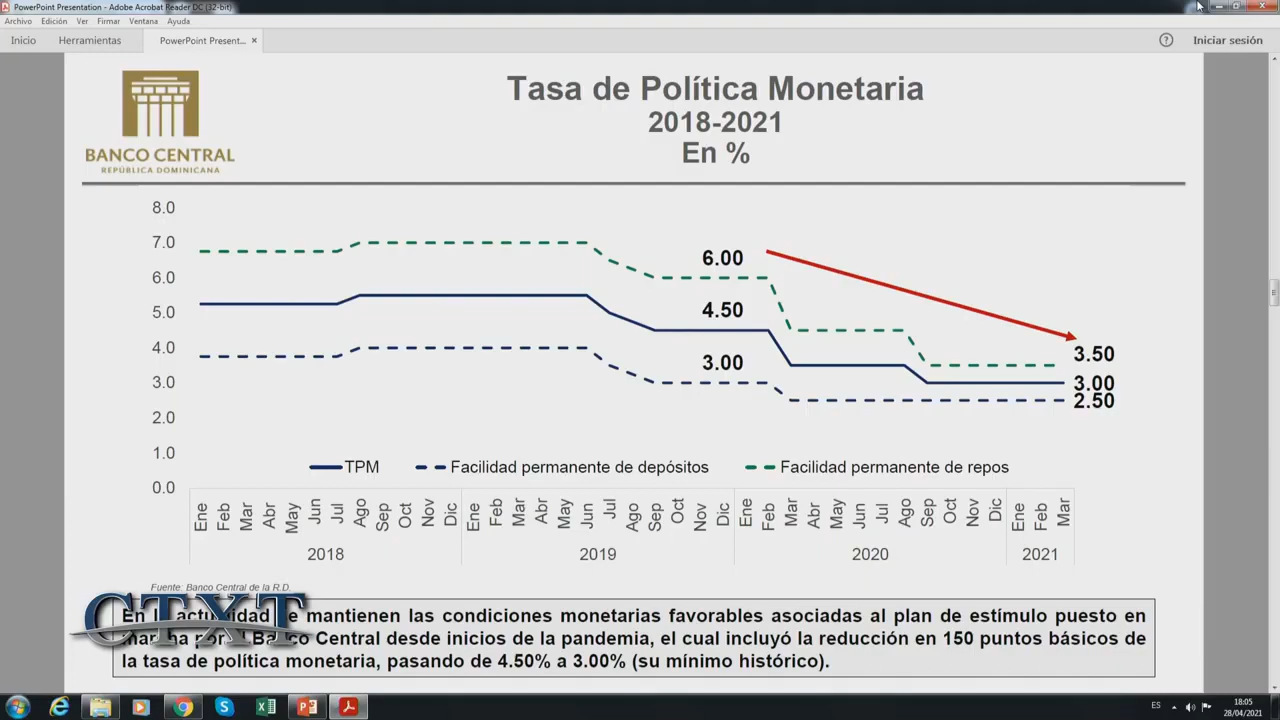 PowerPoint Presentation - Adobe Acrobat Reader DC (32-bit)
Archivo Edición Ver Firmar Ventana Ayuda
Inicio Herramientas PowerPoint Present... × ? Iniciar sesión
BANCO CENTRAL
REPÚBLICA DOMINICANA
Tasa de Política Monetaria
2018-2021
En %
8.0
7.0
6.0
5.0
4.0
3.0
2.0
1.0
0.0
6.00
4.50
3.00
3.50
3.00
2.50
TPM Facilidad permanente de depósitos Facilidad permanente de repos
Ene Feb Mar Abr May Jun Jul Ago Sep Oct Nov Dic Ene Feb Mar Abr May Jun Jul Ago Sep Oct Nov Dic Ene Feb Mar Abr May Jun Jul Ago Sep Oct Nov Dic Ene Feb Mar
2018 2019 2020 2021
Fuente: Banco Central de la R.D.
CTXT
En la actualidad se mantienen las condiciones monetarias favorables asociadas al plan de estímulo puesto en
marcha por el Banco Central desde inicios de la pandemia, el cual incluyó la reducción en 150 puntos básicos de
la tasa de política monetaria, pasando de 4.50% a 3.00% (su mínimo histórico).
ES 18:05
28/04/2021